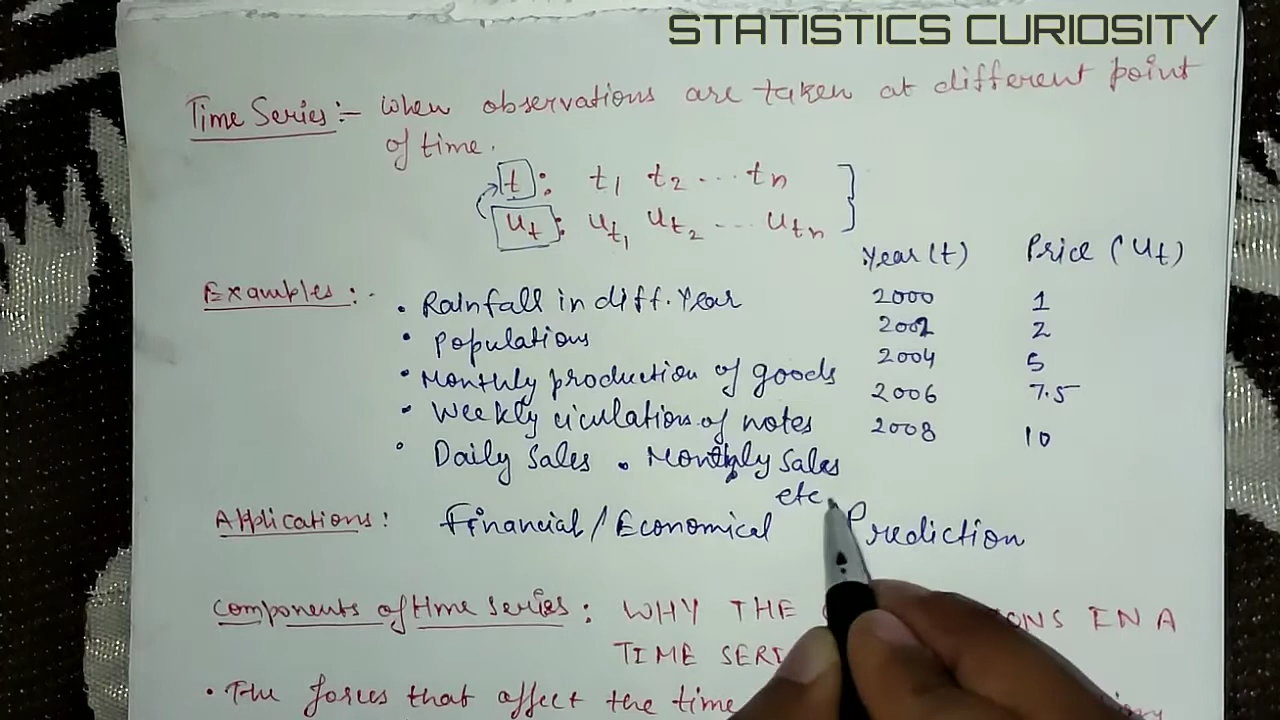 STATISTICS CURIOSITY
Time Series :- When observations are taken at different point
of time.
t : t1 t2 ... tn
ut : ut1 ut2 ... utn
Year (t) Price (ut)
2000 1
2002 2
2004 5
2006 7.5
2008 10
Examples :-
• Rainfall in diff. Year
• Populations
• Monthly production of goods
• Weekly ciculation of notes
• Daily Sales • Monthly Sales
etc
Applications : Financial / Economical Prediction
Components of time series : WHY THE IN A
TIME
• The forces that affect the time